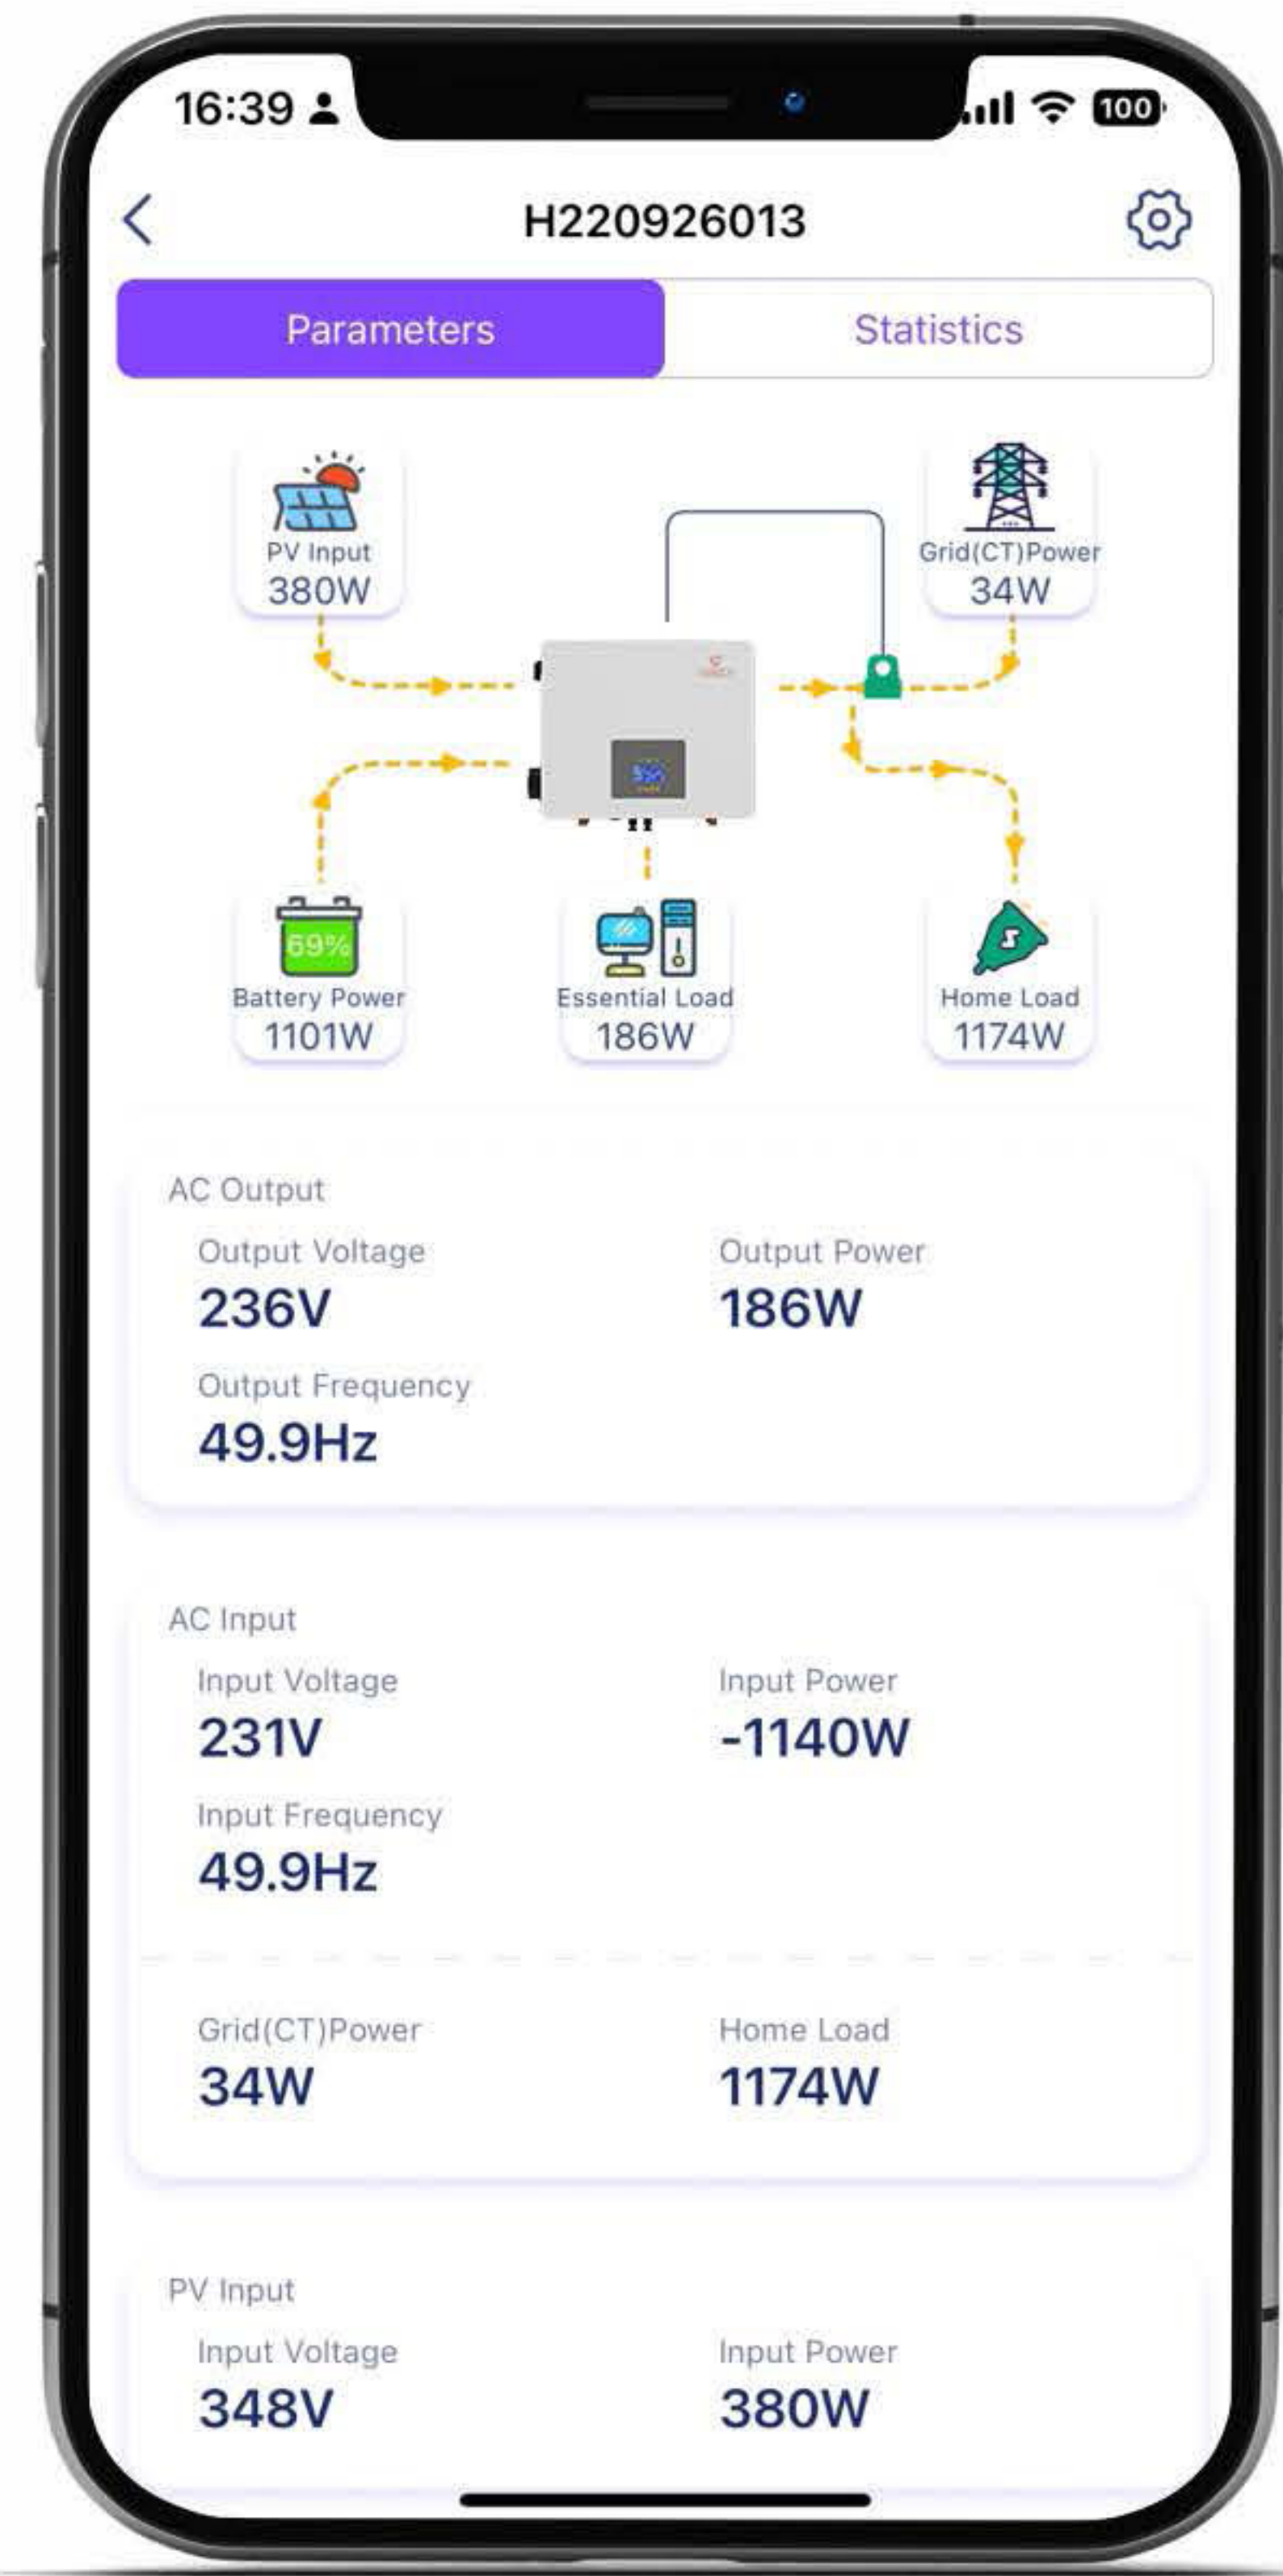 16:39
100
H220926013
Parameters Statistics
PV Input
380W
Grid(CT)Power
34W
69%
Battery Power
1101W
Essential Load
186W
Home Load
1174W
AC Output
Output Voltage Output Power
236V 186W
Output Frequency
49.9Hz
AC Input
Input Voltage Input Power
231V -1140W
Input Frequency
49.9Hz
Grid(CT)Power Home Load
34W 1174W
PV Input
Input Voltage Input Power
348V 380W